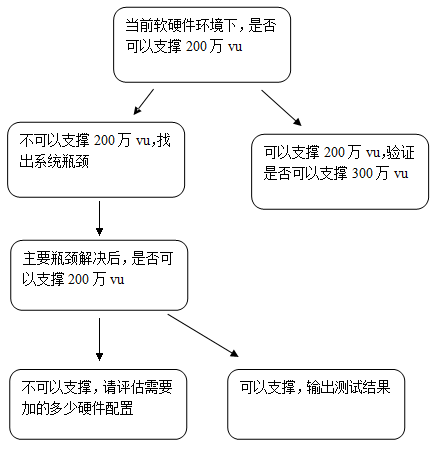 当前软硬件环境下，是否
可以支撑 200 万 vu
不可以支撑 200 万 vu,找
出系统瓶颈
可以支撑 200 万 vu,验证
是否可以支撑 300 万 vu
主要瓶颈解决后，是否可
以支撑 200 万 vu
不可以支撑，请评估需要
加的多少硬件配置
可以支撑，输出测试结果